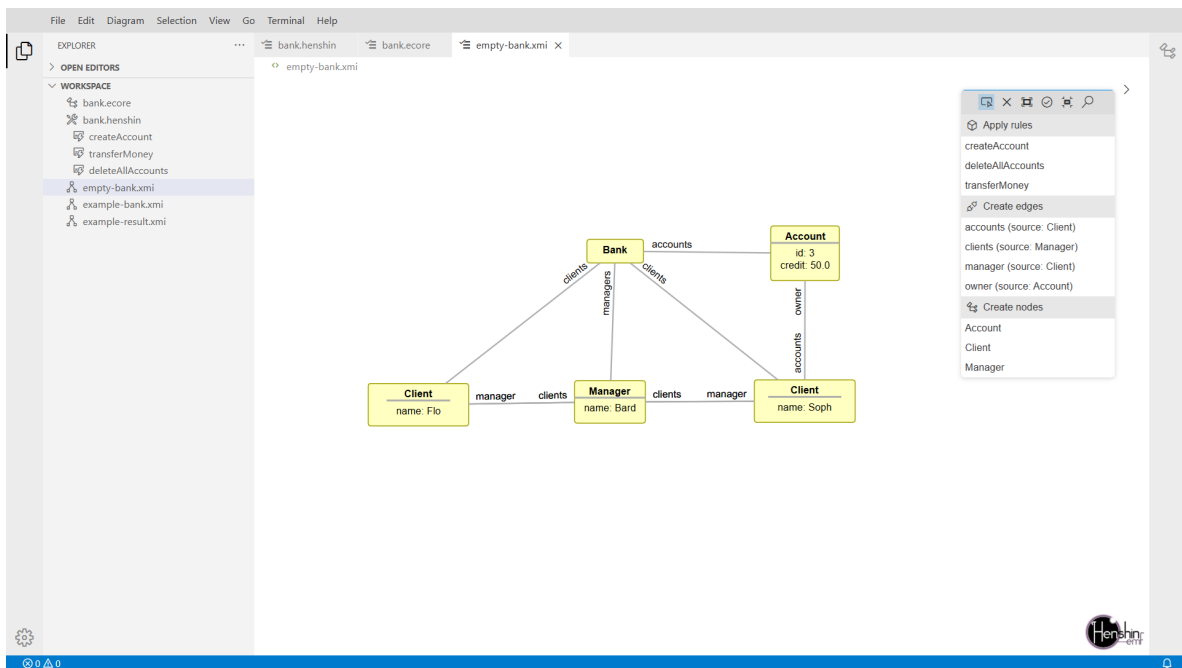 File Edit Diagram Selection View Go Terminal Help
EXPLORER
bank.henshin
bank.ecore
empty-bank.xmi
OPEN EDITORS
empty-bank.xmi
WORKSPACE
bank.ecore
bank.henshin
createAccount
transferMoney
deleteAllAccounts
empty-bank.xmi
example-bank.xmi
example-result.xmi
Apply rules
createAccount
deleteAllAccounts
transferMoney
Create edges
accounts (source: Client)
clients (source: Manager)
manager (source: Client)
owner (source: Account)
Create nodes
Account
Client
Manager
Bank
accounts
Account
id: 3
credit: 50.0
clients
managers
clients
owner
accounts
Client
name: Flo
manager
clients
Manager
name: Bard
clients
manager
Client
name: Soph
Henshin
emf
0 0